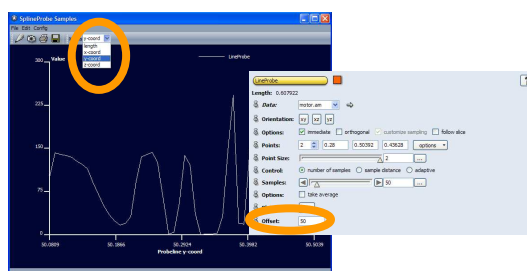 SplineProbe Samples
File Edit Config
y-coord
length
x-coord
y-coord
z-coord
Value
LineProbe
300
225
150
75
0
50.1866
50.2924
50.3982
50.5039
Probeline y-coord
LineProbe
?
Length: 0.607922
Data: motor.am
Orientation: xy xz yz
Options: immediate orthogonal customise sampling follow slice
Points: 2 0.28 0.50392 0.43628 options
Point Size: 2 ...
Control: number of samples sample distance adaptive
Samples: 50 ...
Options: take average
Offset: 50